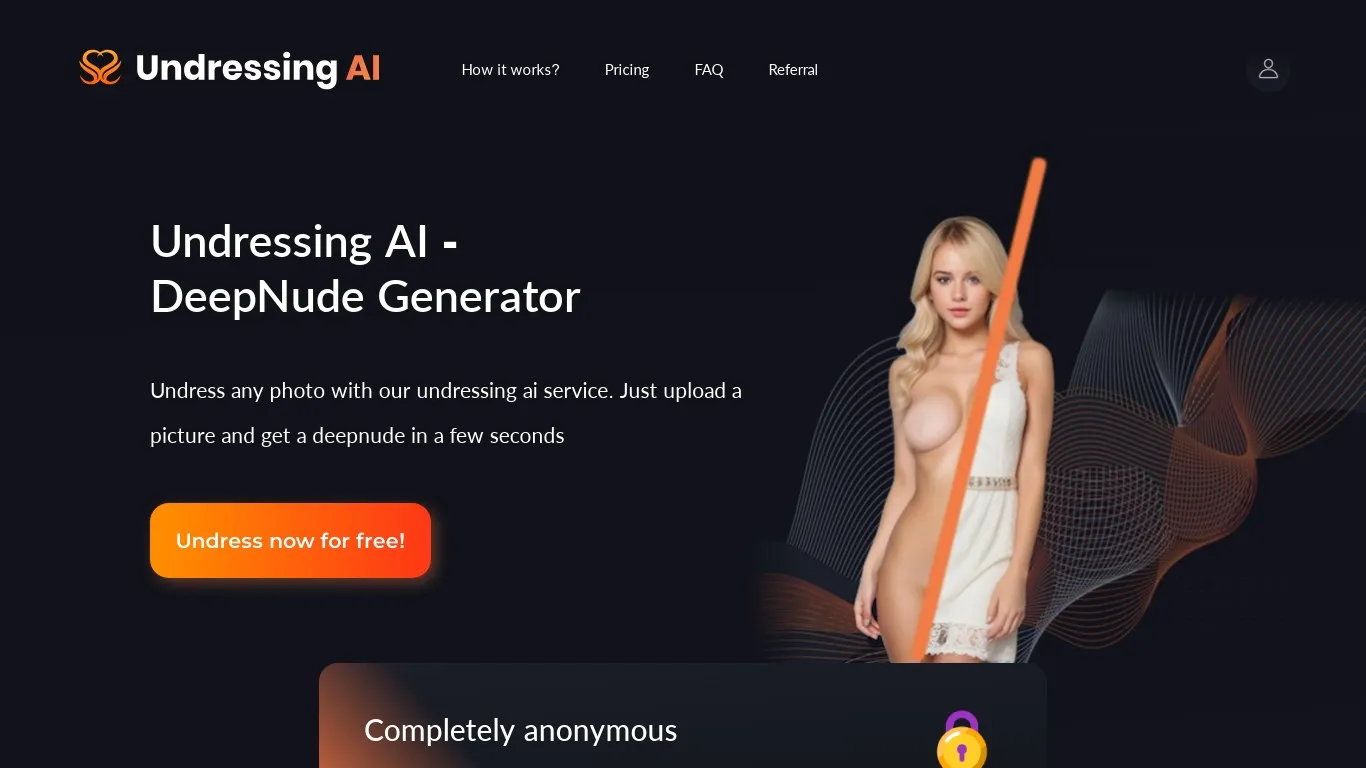 Undressing AI
How it works?
Pricing
FAQ
Referral
Undressing AI -
DeepNude Generator
Undress any photo with our undressing ai service. Just upload a
picture and get a deepnude in a few seconds
Undress now for free!
Completely anonymous